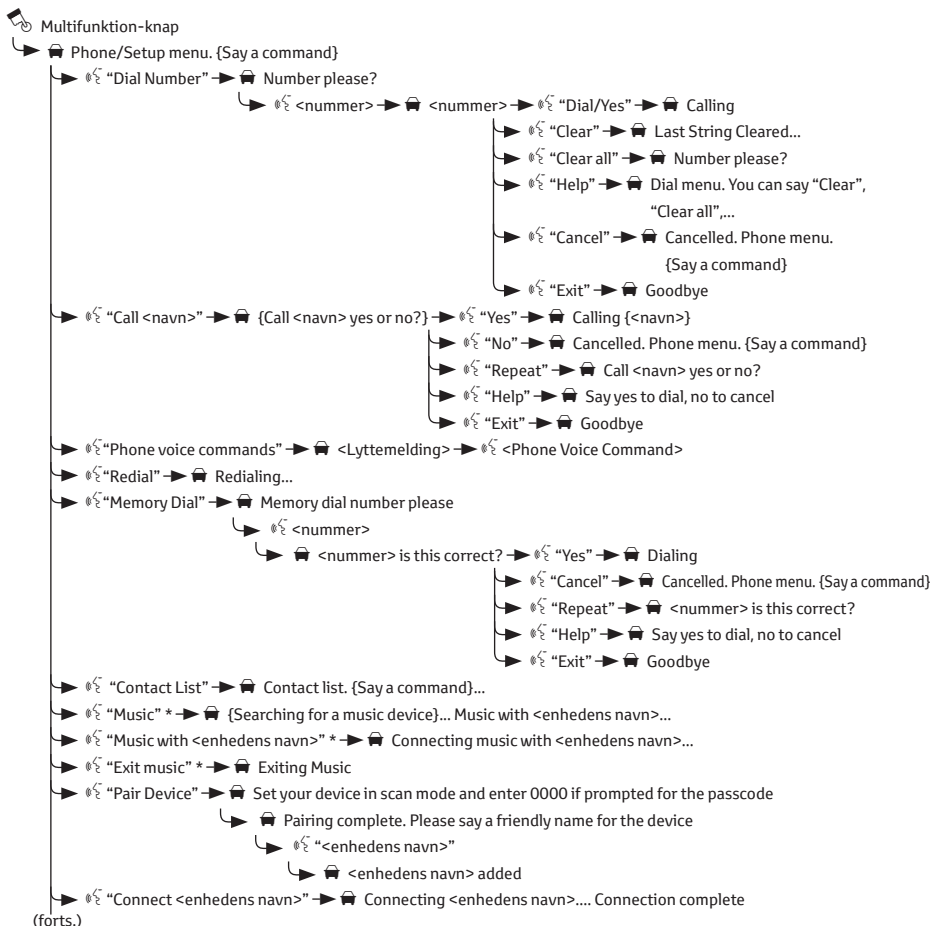 Multifunktion-knap
Phone/Setup menu. {Say a command}
“Dial Number” Number please?
<nummer> <nummer> “Dial/Yes” Calling
“Clear” Last String Cleared...
“Clear all” Number please?
“Help” Dial menu. You can say “Clear”,
“Clear all”,...
“Cancel” Cancelled. Phone menu.
{Say a command}
“Exit” Goodbye
“Call <navn>” {Call <navn> yes or no?} “Yes” Calling {<navn>}
“No” Cancelled. Phone menu. {Say a command}
“Repeat” Call <navn> yes or no?
“Help” Say yes to dial, no to cancel
“Exit” Goodbye
“Phone voice commands” <Lyttemelding> <Phone Voice Command>
“Redial” Redialing...
“Memory Dial” Memory dial number please
<nummer>
<nummer> is this correct? “Yes” Dialing
“Cancel” Cancelled. Phone menu. {Say a command}
“Repeat” <nummer> is this correct?
“Help” Say yes to dial, no to cancel
“Exit” Goodbye
“Contact List” Contact list. {Say a command}...
“Music” * {Searching for a music device}... Music with <enhedens navn>...
“Music with <enhedens navn>” * Connecting music with <enhedens navn>...
“Exit music” * Exiting Music
“Pair Device” Set your device in scan mode and enter 0000 if prompted for the passcode
Pairing complete. Please say a friendly name for the device
“<enhedens navn>”
<enhedens navn> added
“Connect <enhedens navn>” Connecting <enhedens navn>.... Connection complete
(forts.)